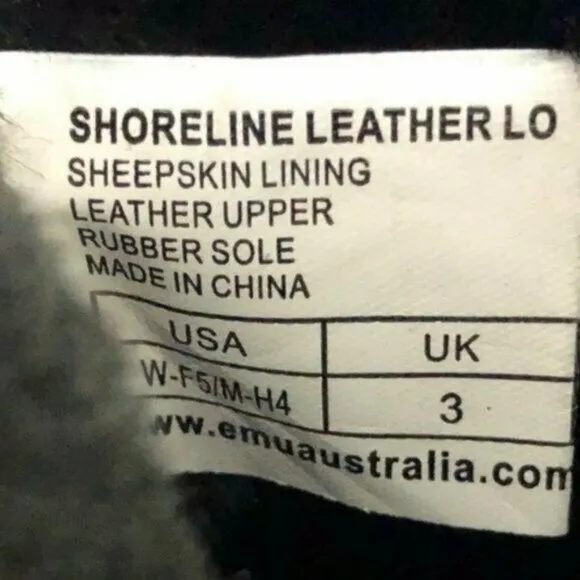 SHORELINE LEATHER LO
SHEEPSKIN LINING
LEATHER UPPER
RUBBER SOLE
MADE IN CHINA
USA UK
W-F5/M-H4 3
www.emuaustralia.com